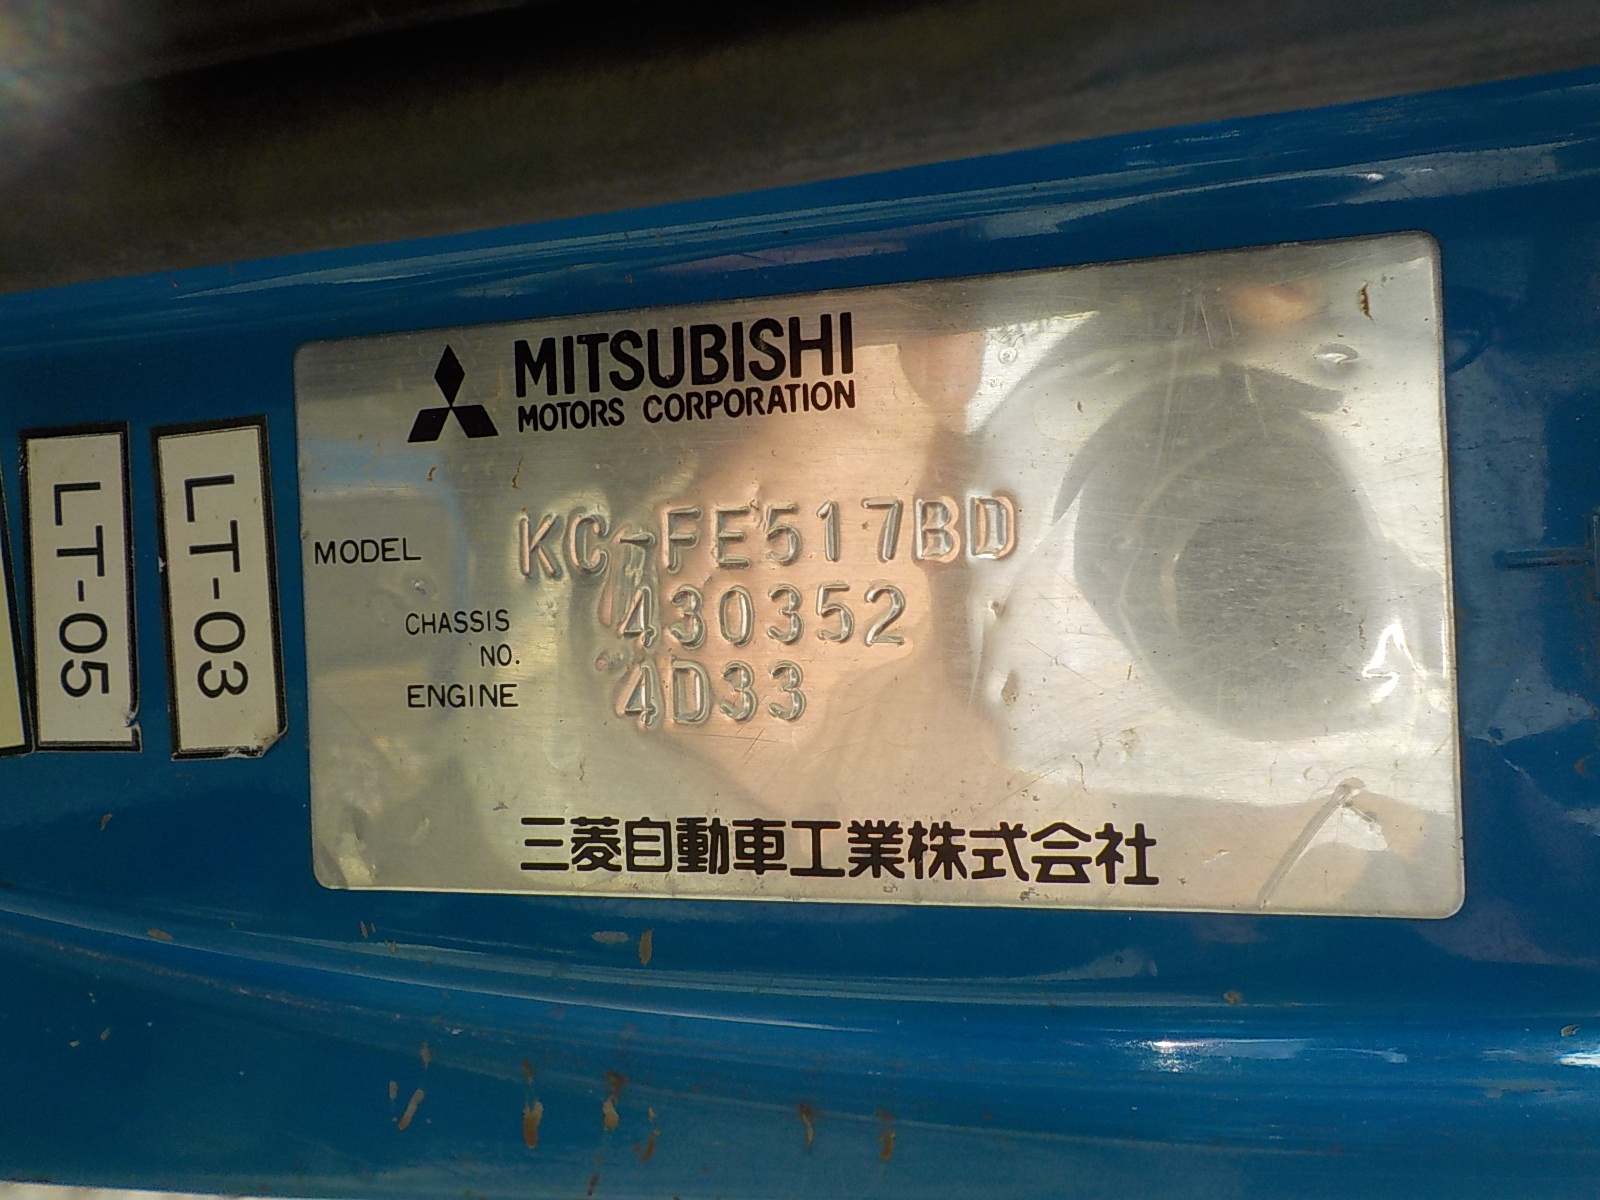 MITSUBISHI
MOTORS CORPORATION
MODEL KC-FE517BD
CHASSIS NO. 430352
ENGINE 4D33
三菱自動車工業株式会社
LT-05
LT-03